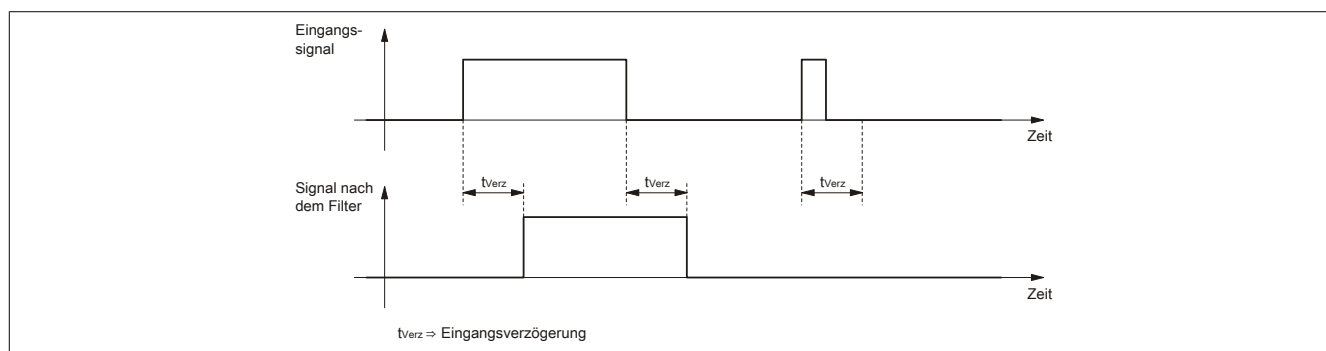 Eingangs-
signal
Zeit
tVerz
tVerz
tVerz
Signal nach
dem Filter
Zeit
tVerz ⇒ Eingangsverzögerung